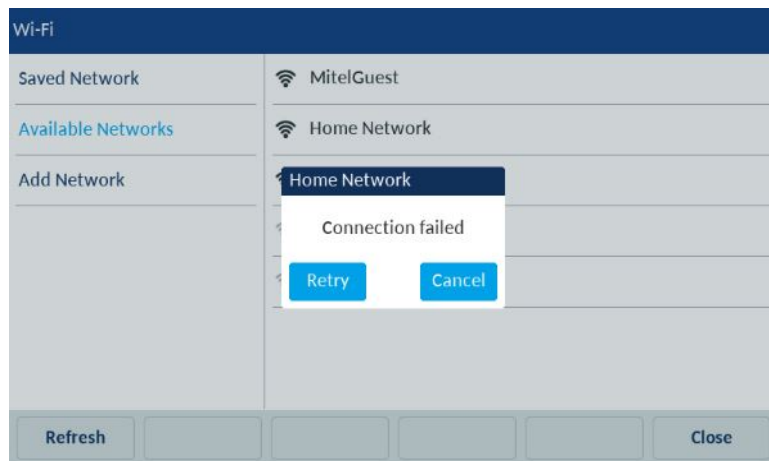 Wi-Fi
Saved Network
MitelGuest
Available Networks
Home Network
Add Network
Home Network
Connection failed
Retry Cancel
Refresh Close